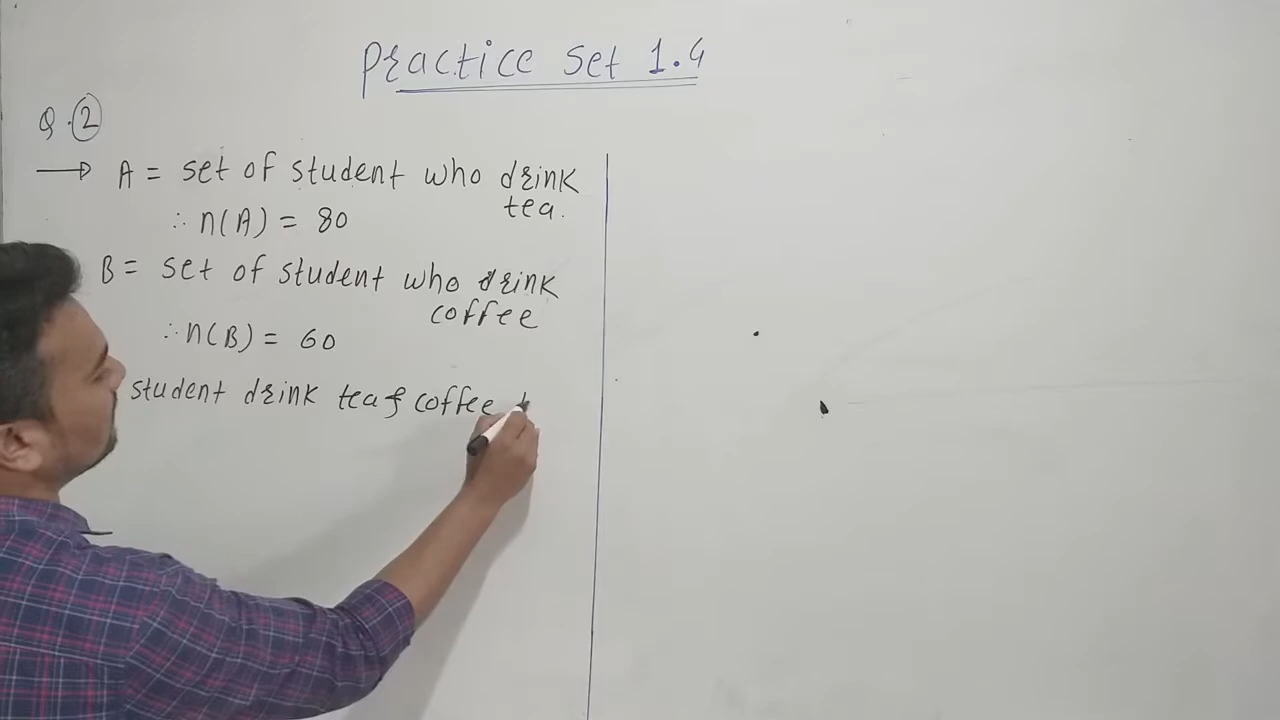 Practice Set 1.4
Q.2
→ A = set of student who drink
tea.
∴ n(A) = 80
B = set of student who drink
coffee
∴ n(B) = 60
student drink tea & coffee